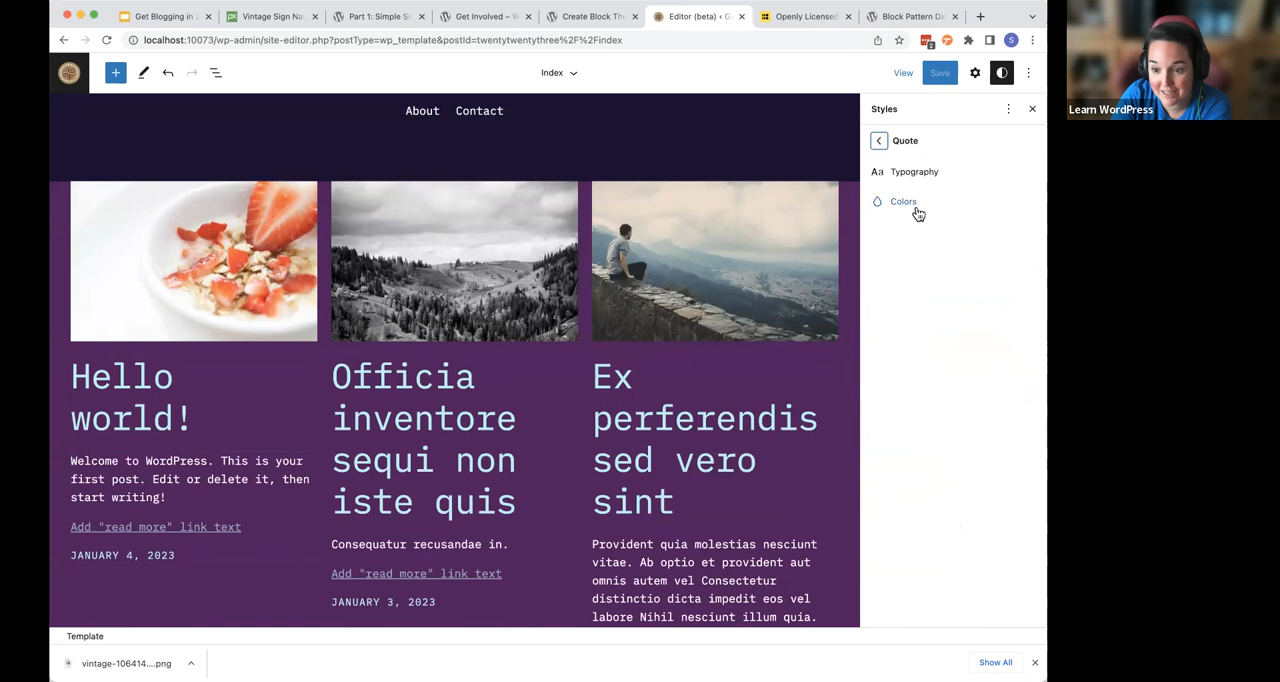 Get Blogging in 2
Vintage Sign Nau
Part 1: Simple Si
Get Involved – W
Create Block The
Editor (beta) ‹ G
Openly Licensed
Block Pattern Di
localhost:10073/wp-admin/site-editor.php?postType=wp_template&postId=twentytwentythree%2F%2Findex
2
S
Index
View
Save
Learn WordPress
About Contact
Styles
Quote
Aa Typography
Colors
Hello
world!
Welcome to WordPress. This is your
first post. Edit or delete it, then
start writing!
Add "read more" link text
JANUARY 4, 2023
Officia
inventore
sequi non
iste quis
Consequatur recusandae in.
Add "read more" link text
JANUARY 3, 2023
Ex
perferendis
sed vero
sint
Provident quia molestias nesciunt
vitae. Ab optio et provident aut
omnis autem vel Consectetur
distinctio dicta impedit eos vel
labore Nihil nesciunt illum quia.
Template
vintage-106414....png
Show All